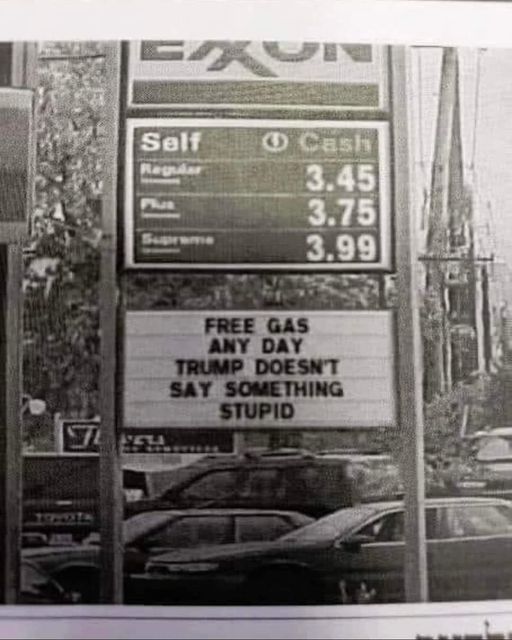 EXXON
Self Cash
Regular 3.45
Plus 3.75
Supreme 3.99
FREE GAS
ANY DAY
TRUMP DOESN'T
SAY SOMETHING
STUPID
TOYOTA